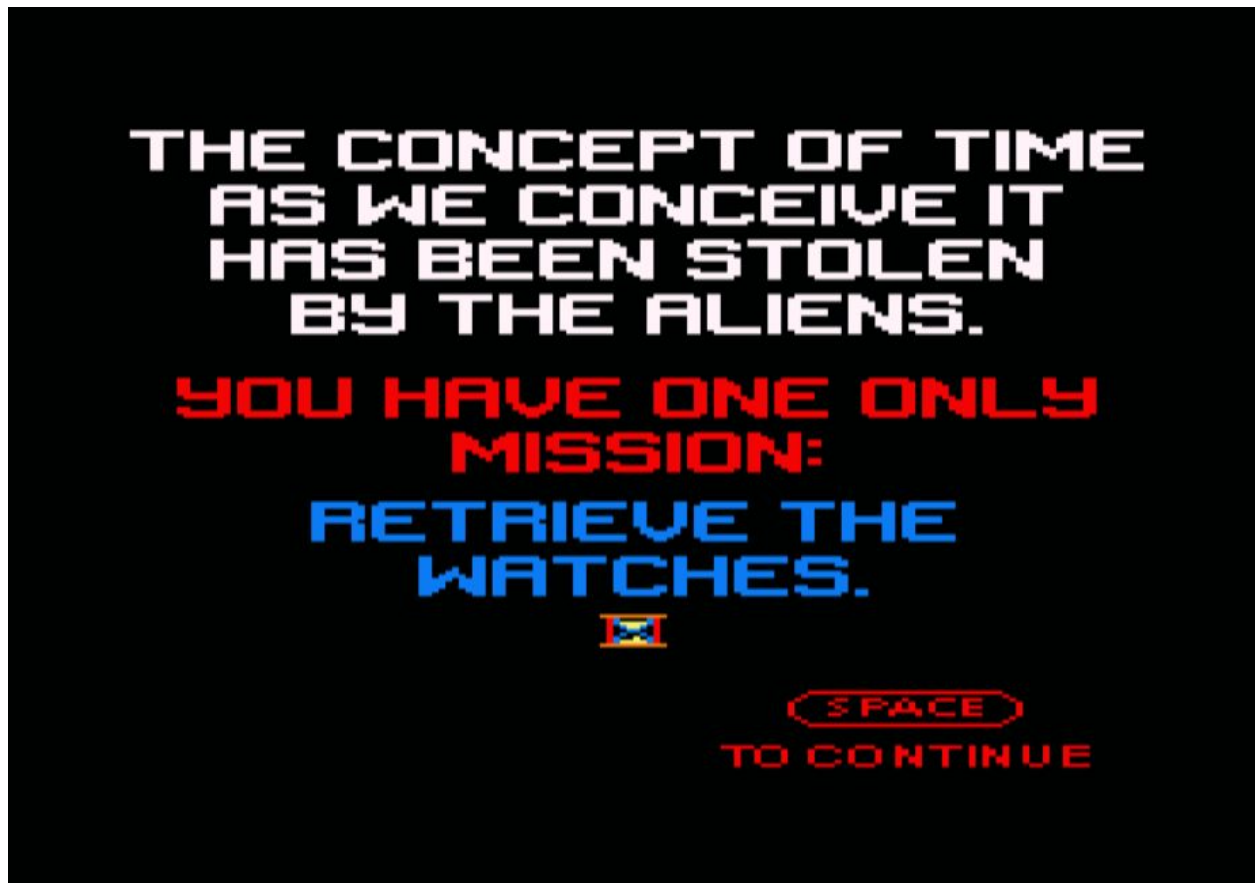 THE CONCEPT OF TIME
AS WE CONCEIVE IT
HAS BEEN STOLEN
BY THE ALIENS.
YOU HAVE ONE ONLY
MISSION:
RETRIEVE THE
WATCHES.
SPACE
TO CONTINUE